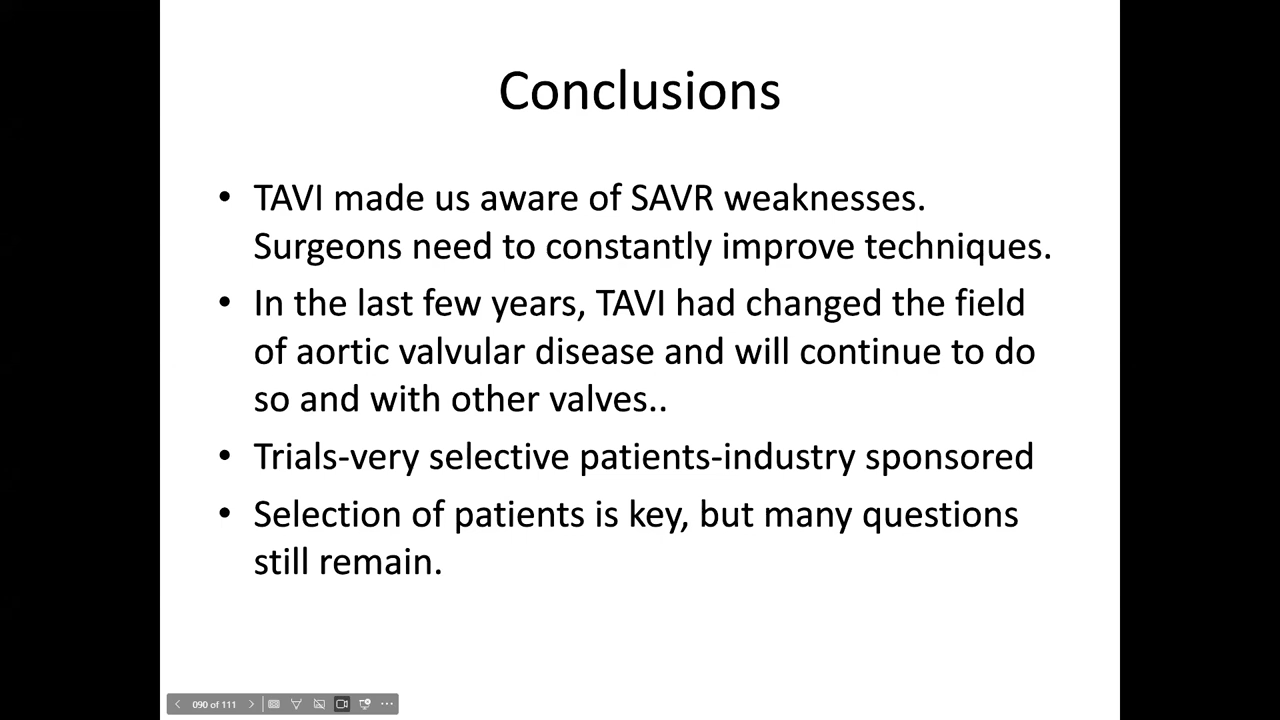 Conclusions
• TAVI made us aware of SAVR weaknesses.
Surgeons need to constantly improve techniques.
• In the last few years, TAVI had changed the field
of aortic valvular disease and will continue to do
so and with other valves..
• Trials-very selective patients-industry sponsored
• Selection of patients is key, but many questions
still remain.
090 of 111